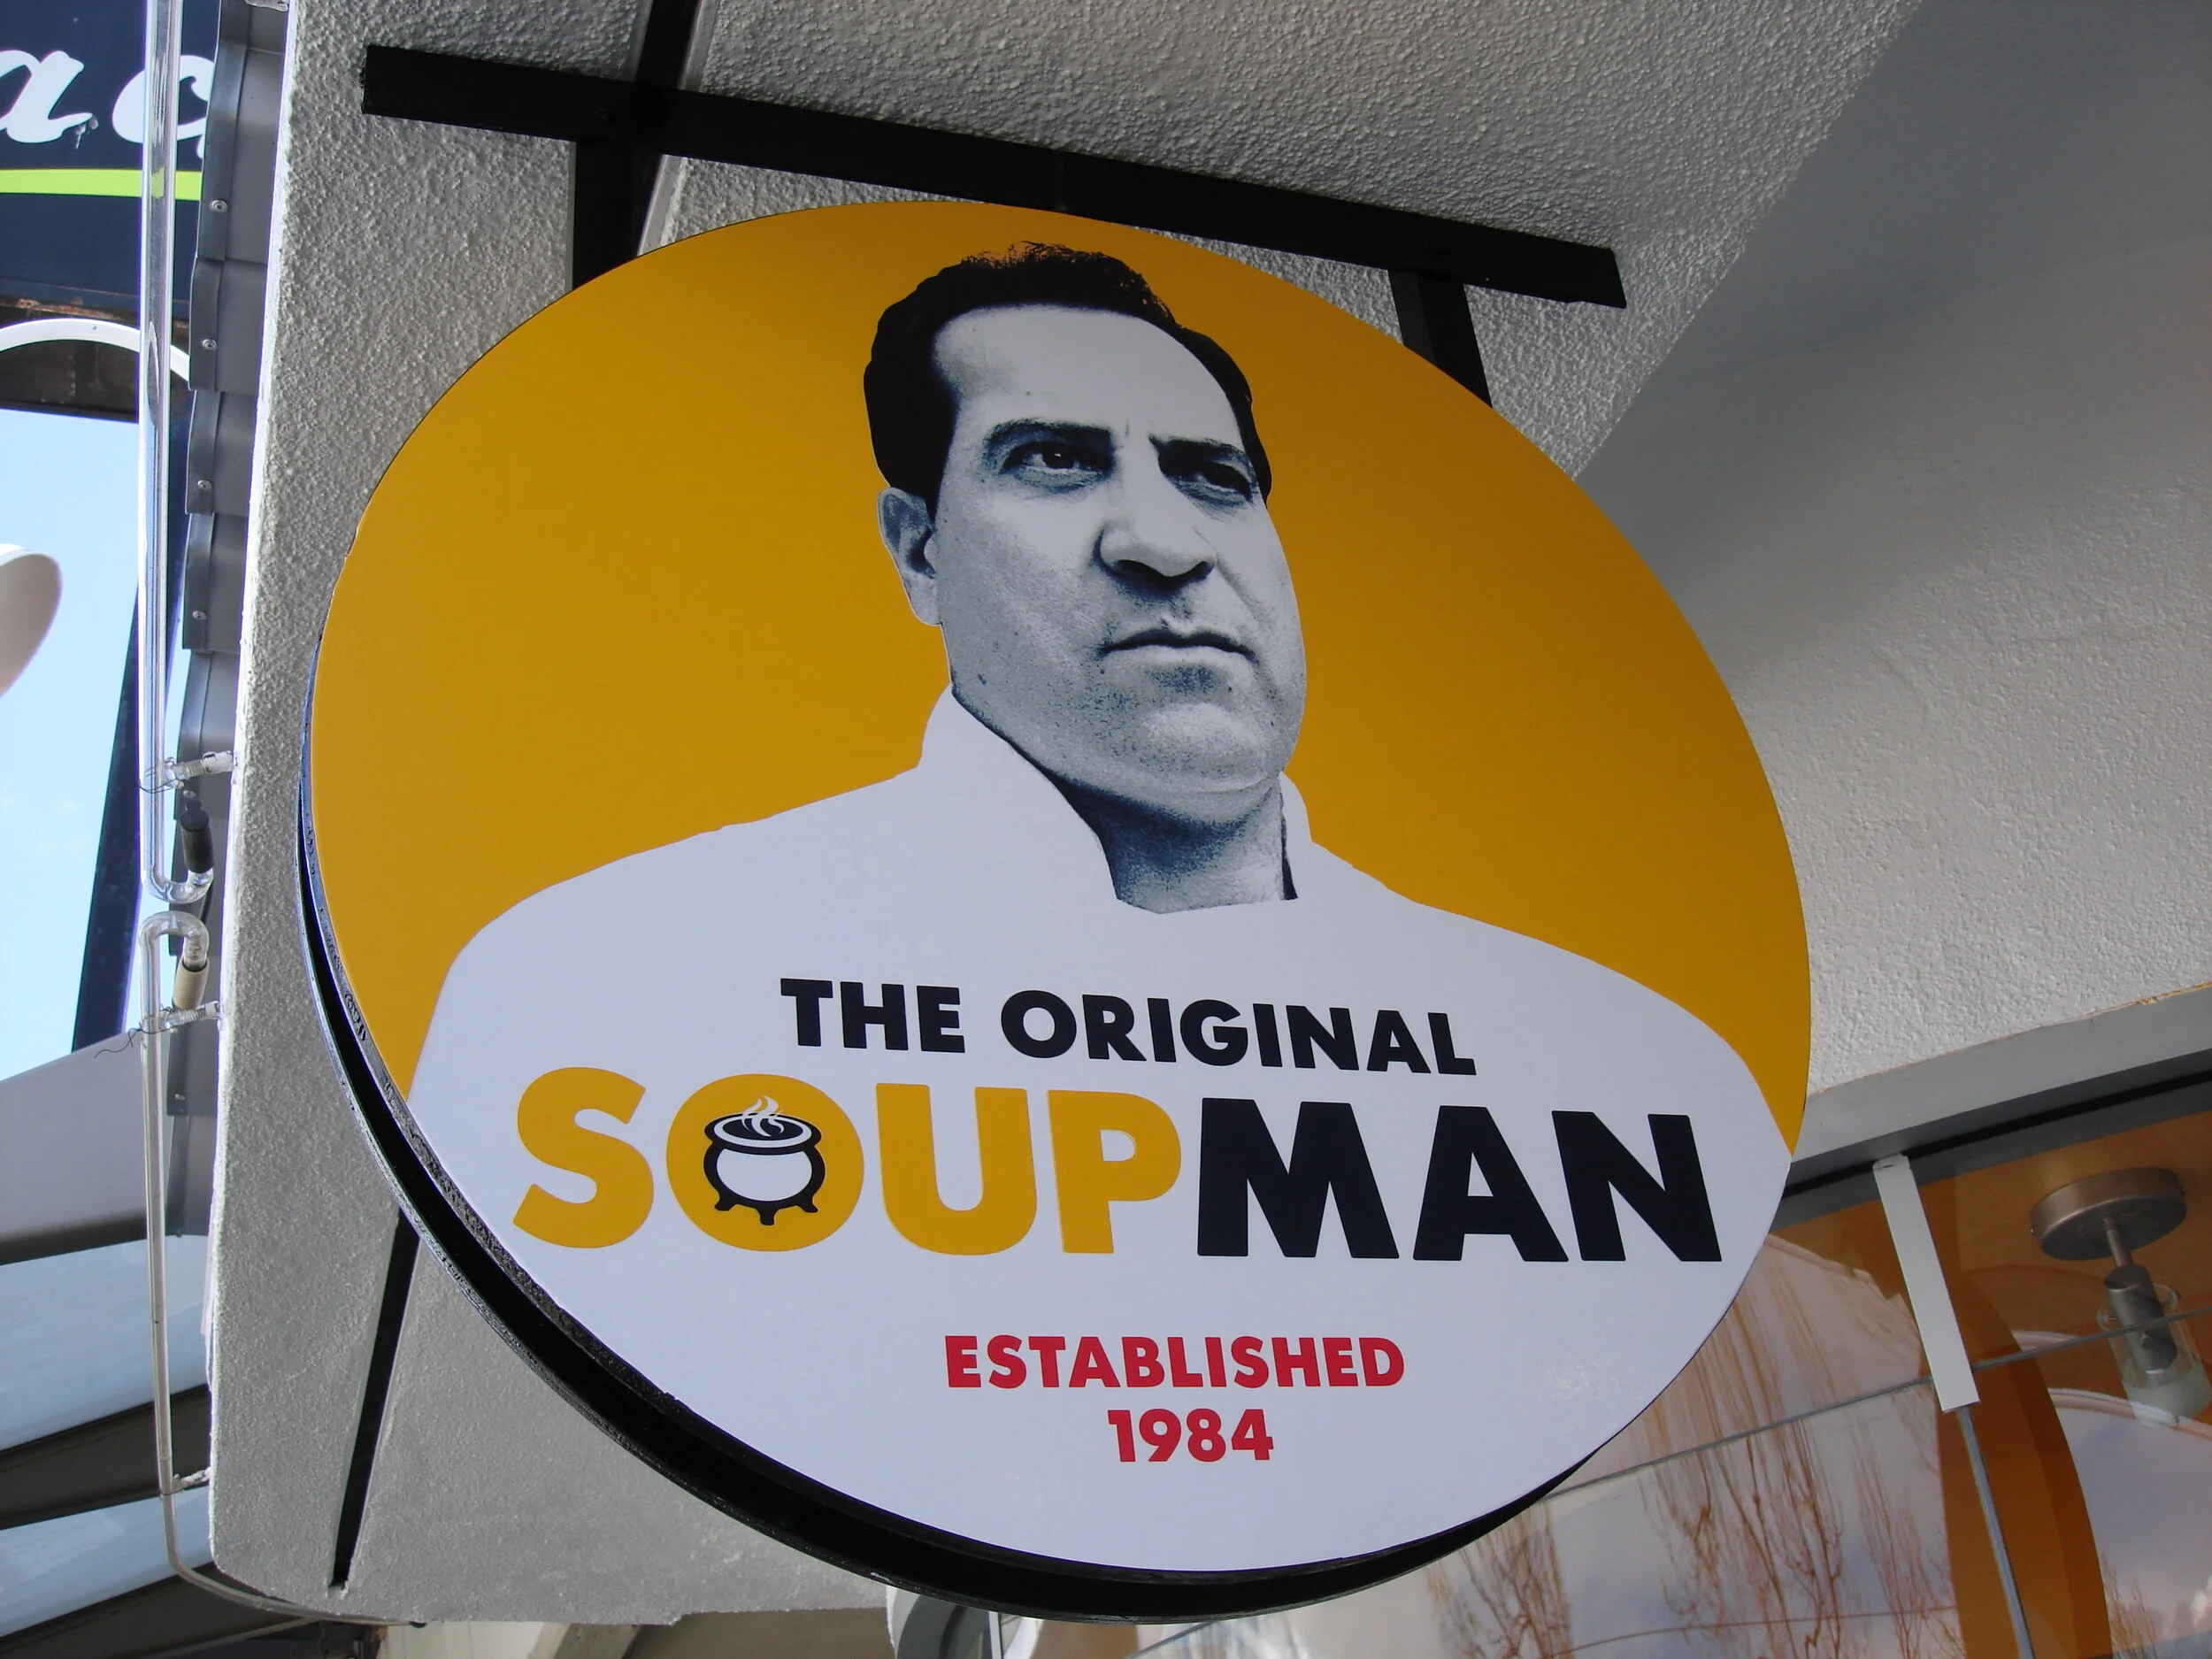 THE ORIGINAL
SOUPMAN
ESTABLISHED
1984